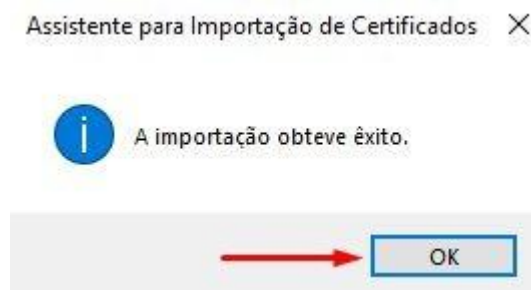 Assistente para Importação de Certificados
A importação obteve êxito.
OK